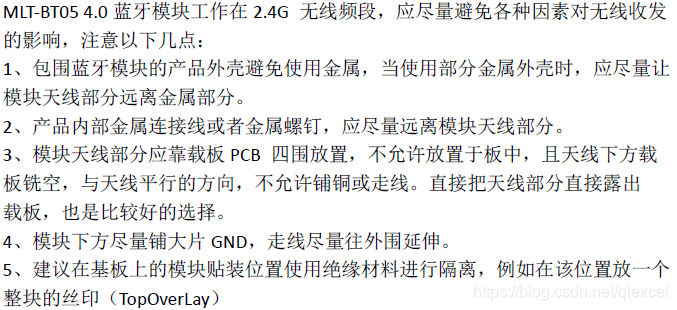 MLT-BT05 4.0 蓝牙模块工作在 2.4G 无线频段，应尽量避免各种因素对无线收发
的影响，注意以下几点：
1、包围蓝牙模块的产品外壳避免使用金属，当使用部分金属外壳时，应尽量让
模块天线部分远离金属部分。
2、产品内部金属连接线或者金属螺钉，应尽量远离模块天线部分。
3、模块天线部分应靠载板 PCB 四围放置，不允许放置于板中，且天线下方载
板铣空，与天线平行的方向，不允许铺铜或走线。直接把天线部分直接露出
载板，也是比较好的选择。
4、模块下方尽量铺大片 GND，走线尽量往外围延伸。
5、建议在基板上的模块贴装位置使用绝缘材料进行隔离，例如在该位置放一个
整块的丝印（TopOverLay）
https://blog.csdn.net/qlexcel